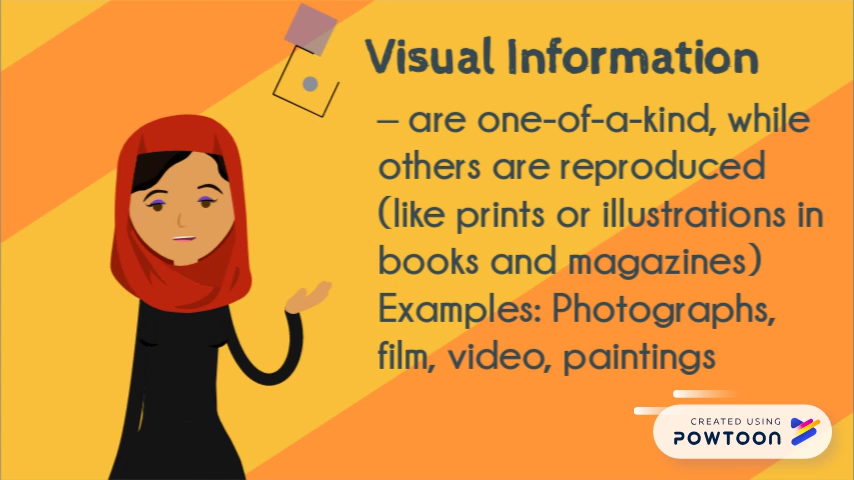 Visual Information
– are one-of-a-kind, while
others are reproduced
(like prints or illustrations in
books and magazines)
Examples: Photographs,
film, video, paintings
CREATED USING
POWTOON